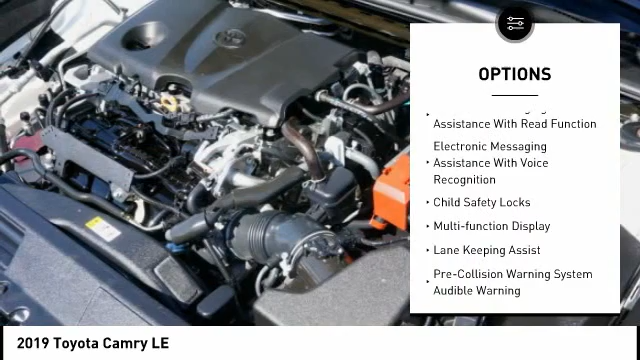 OPTIONS
Assistance With Read Function
Electronic Messaging
Assistance With Voice
Recognition
Child Safety Locks
Multi-function Display
Lane Keeping Assist
Pre-Collision Warning System
Audible Warning
2019 Toyota Camry LE